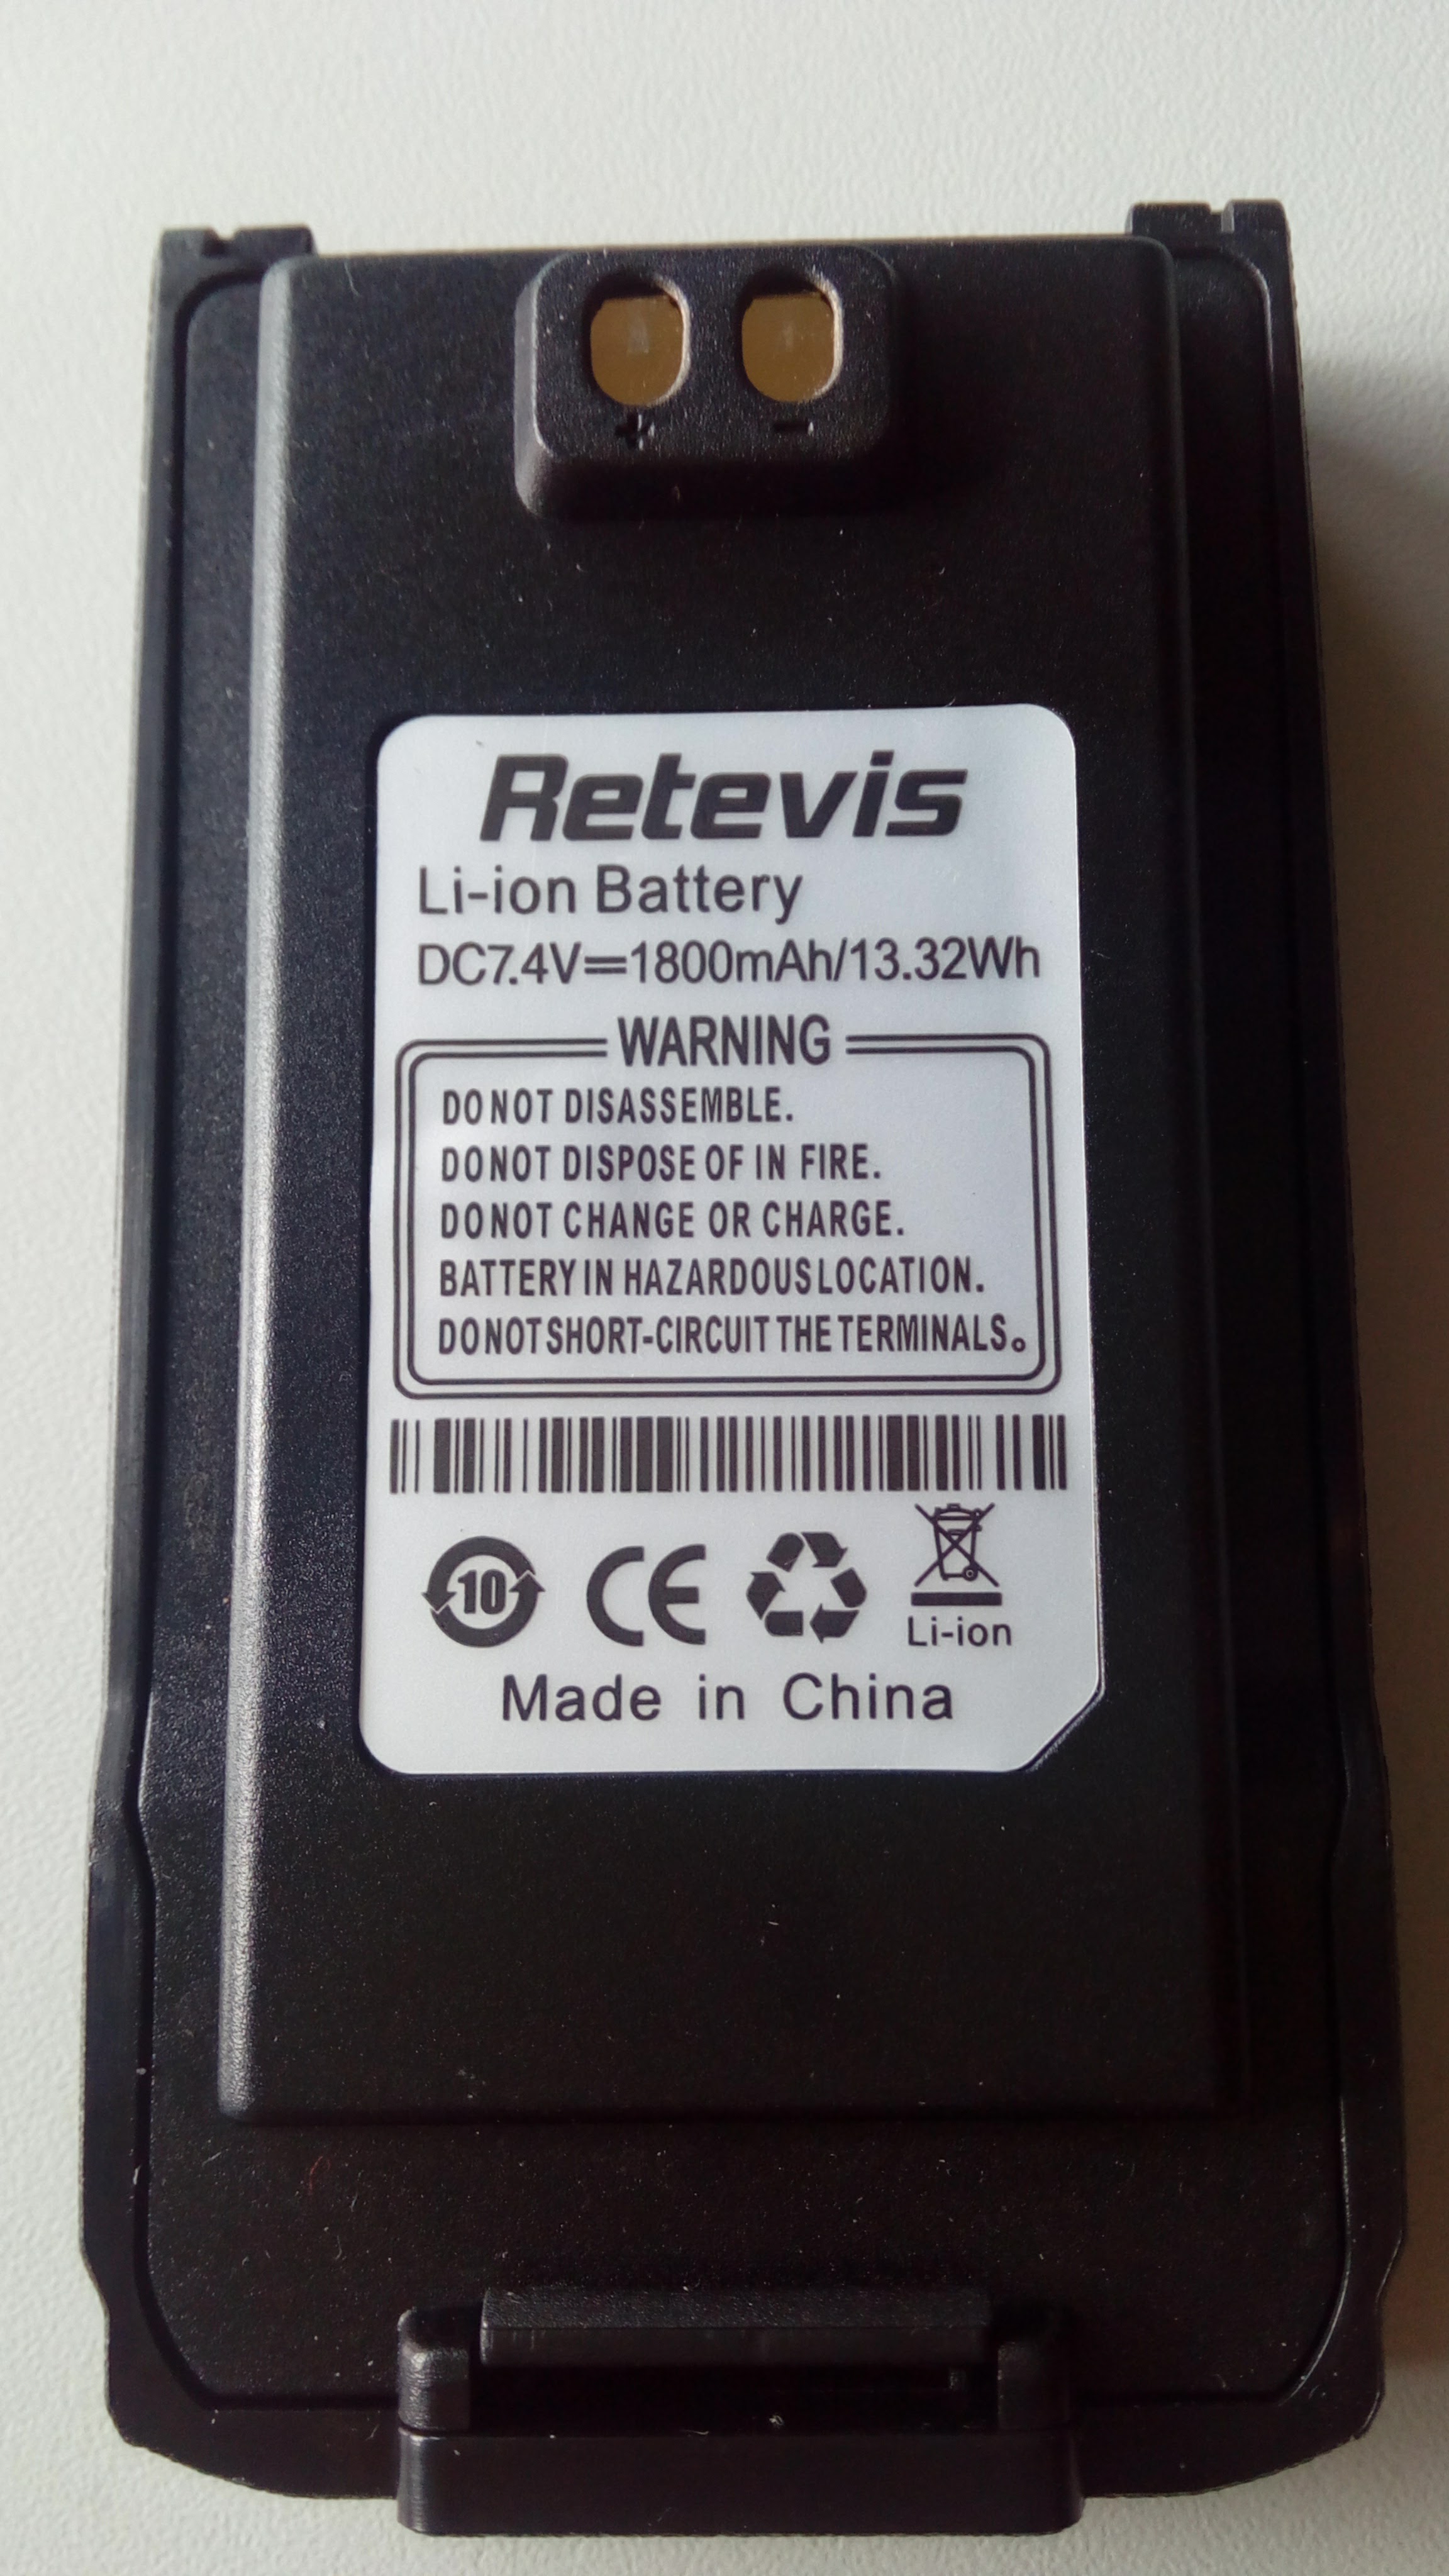 + -
Retevis
Li-ion Battery
DC7.4V⎓1800mAh/13.32Wh
WARNING
DO NOT DISASSEMBLE.
DO NOT DISPOSE OF IN FIRE.
DO NOT CHANGE OR CHARGE.
BATTERY IN HAZARDOUS LOCATION.
DO NOT SHORT-CIRCUIT THE TERMINALS。
10 CE
Li-ion
Made in China